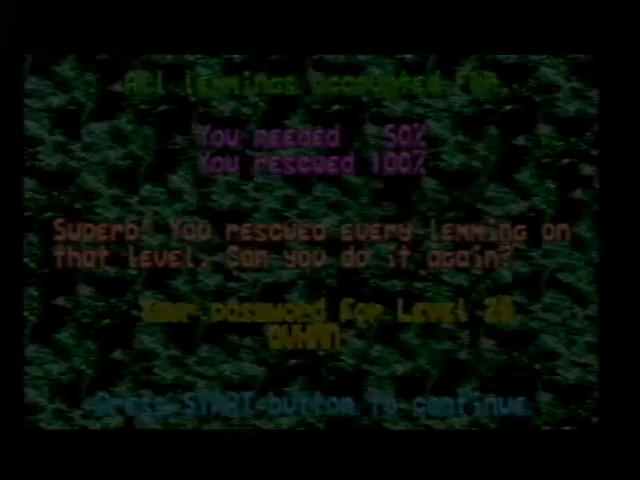 All lemmings accounted for.
You needed 50%
You rescued 100%
Superb! You rescued every lemming on
that level. Can you do it again?
Your password for Level
Press START button to continue